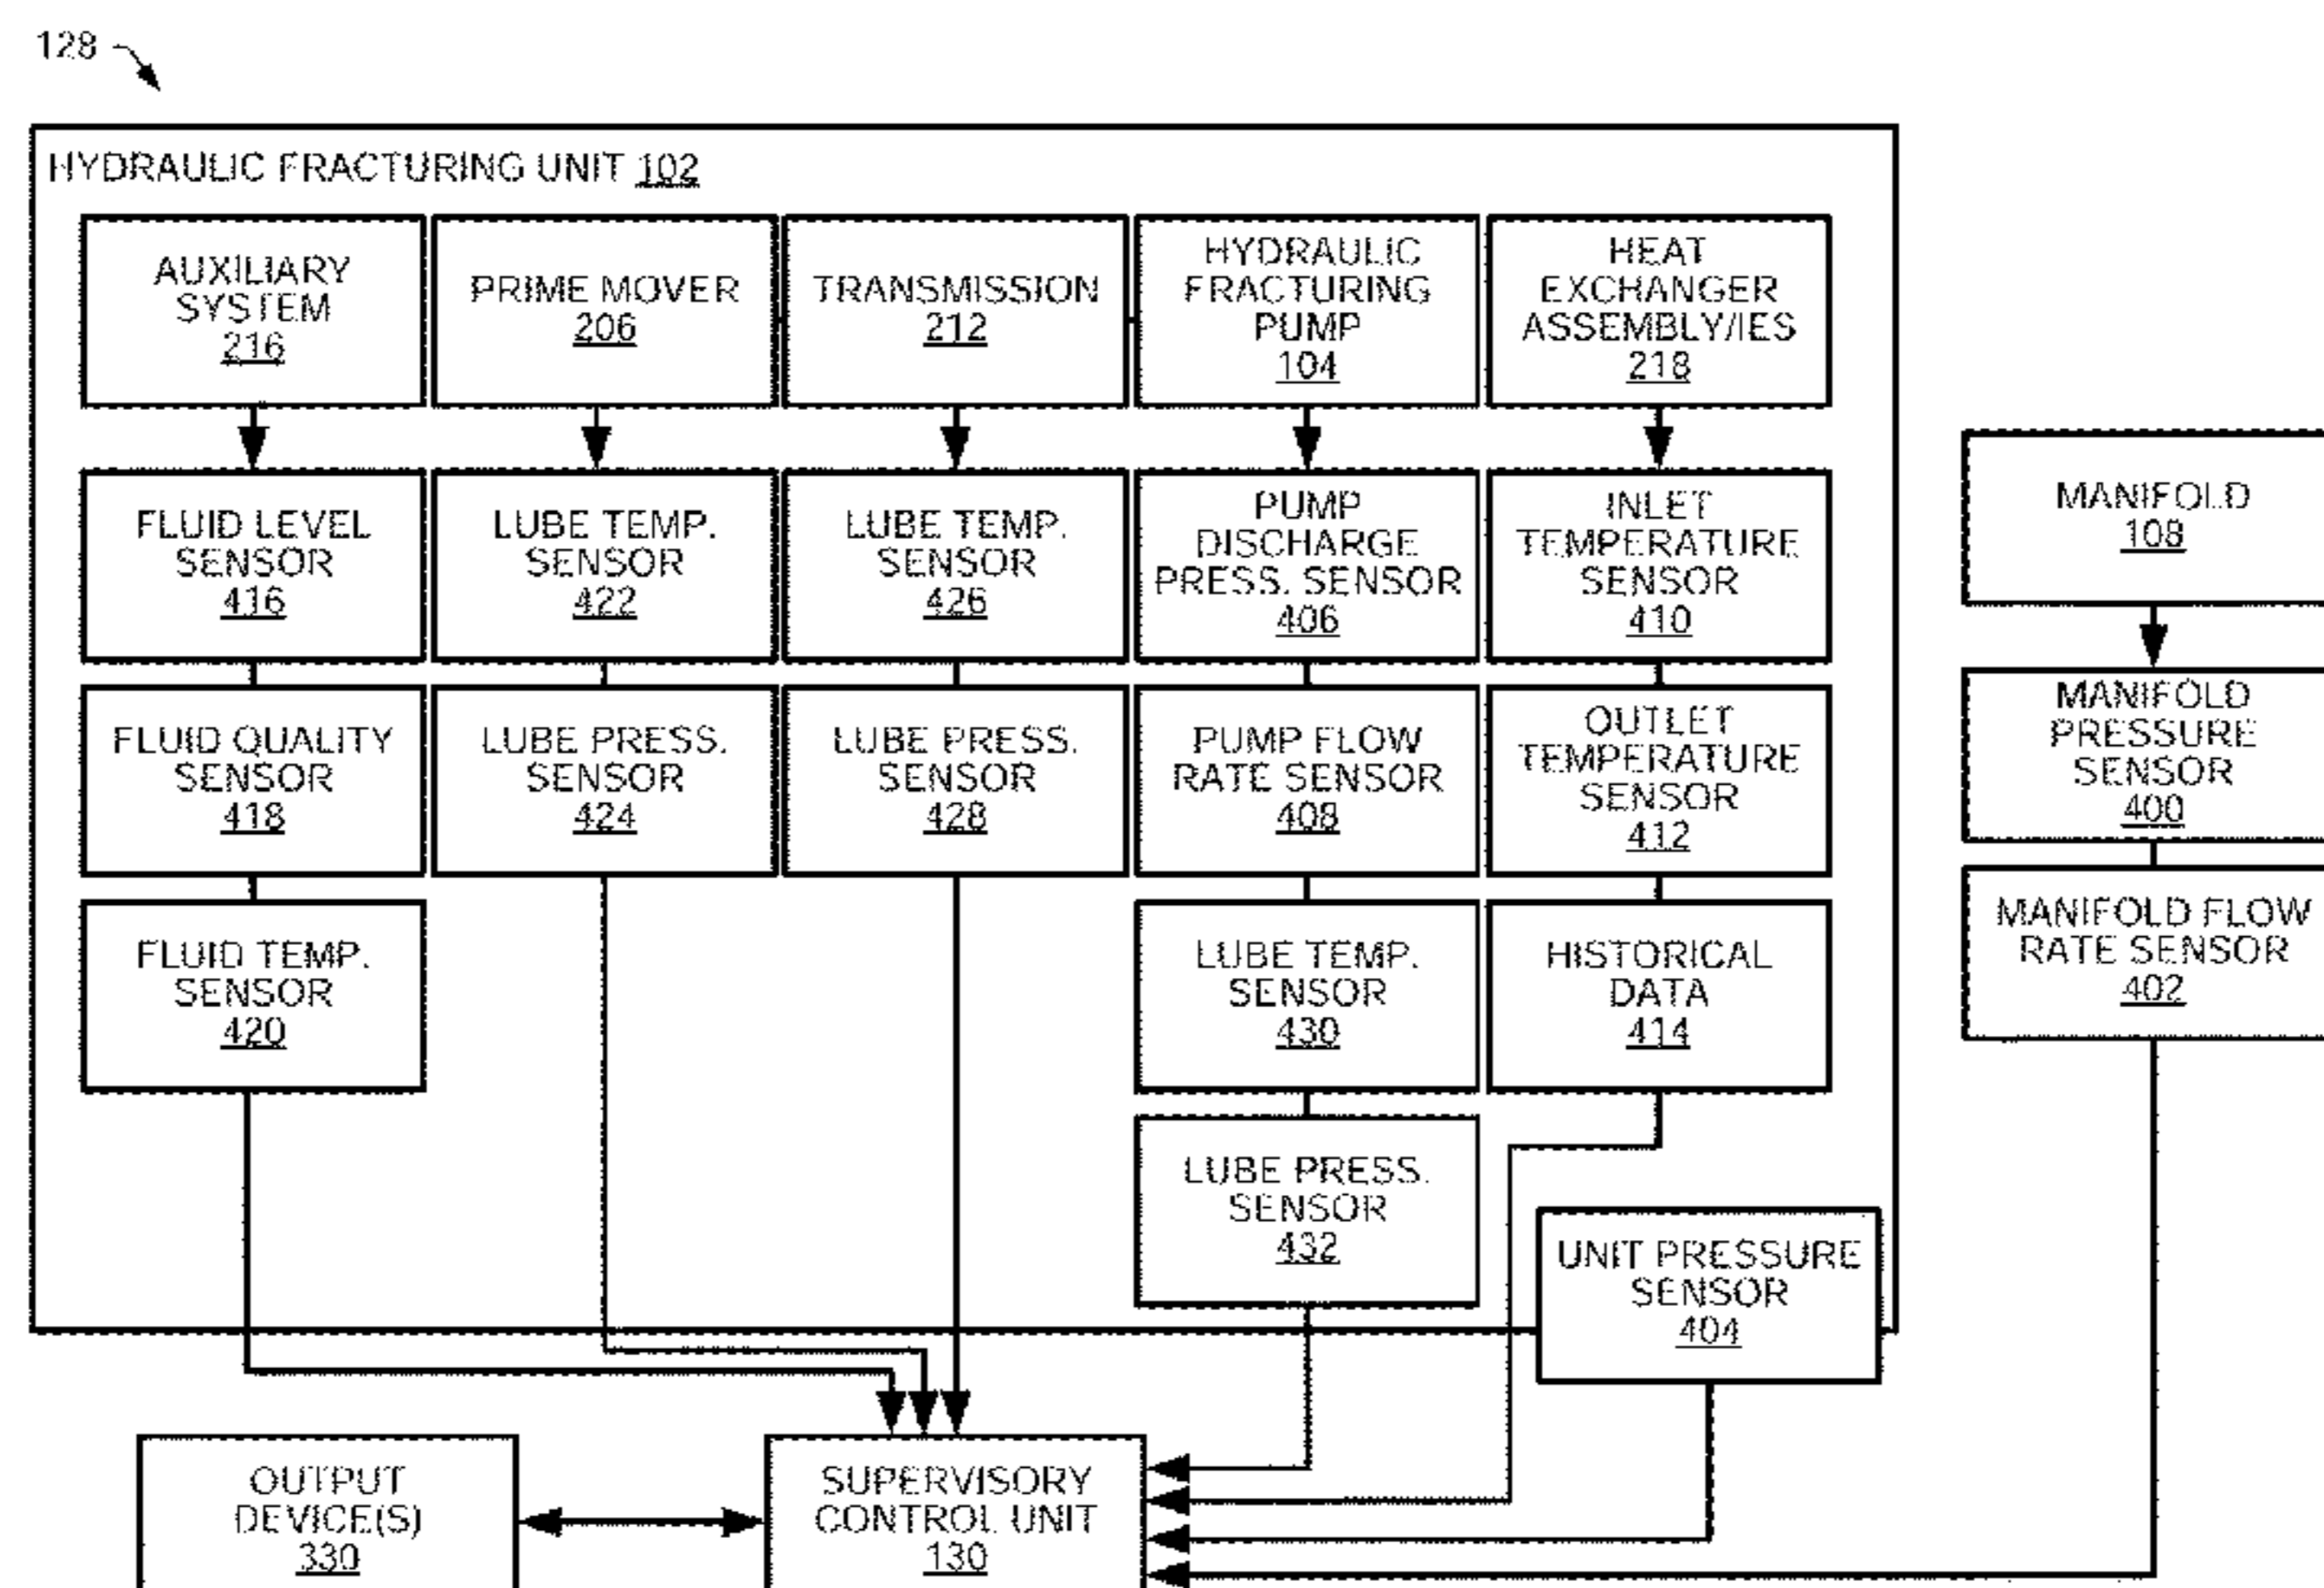 128
HYDRAULIC FRACTURING UNIT 102
AUXILIARY
SYSTEM
216
PRIME MOVER
206
TRANSMISSION
212
HYDRAULIC
FRACTURING
PUMP
104
HEAT
EXCHANGER
ASSEMBLY/IES
218
FLUID LEVEL
SENSOR
416
LUBE TEMP.
SENSOR
422
LUBE TEMP.
SENSOR
426
PUMP
DISCHARGE
PRESS. SENSOR
406
INLET
TEMPERATURE
SENSOR
410
MANIFOLD
108
FLUID QUALITY
SENSOR
418
LUBE PRESS.
SENSOR
424
LUBE PRESS.
SENSOR
428
PUMP FLOW
RATE SENSOR
408
OUTLET
TEMPERATURE
SENSOR
412
MANIFOLD
PRESSURE
SENSOR
400
FLUID TEMP.
SENSOR
420
LUBE TEMP.
SENSOR
430
HISTORICAL
DATA
414
MANIFOLD FLOW
RATE SENSOR
402
LUBE PRESS.
SENSOR
432
UNIT PRESSURE
SENSOR
404
OUTPUT
DEVICE(S)
330
SUPERVISORY
CONTROL UNIT
130